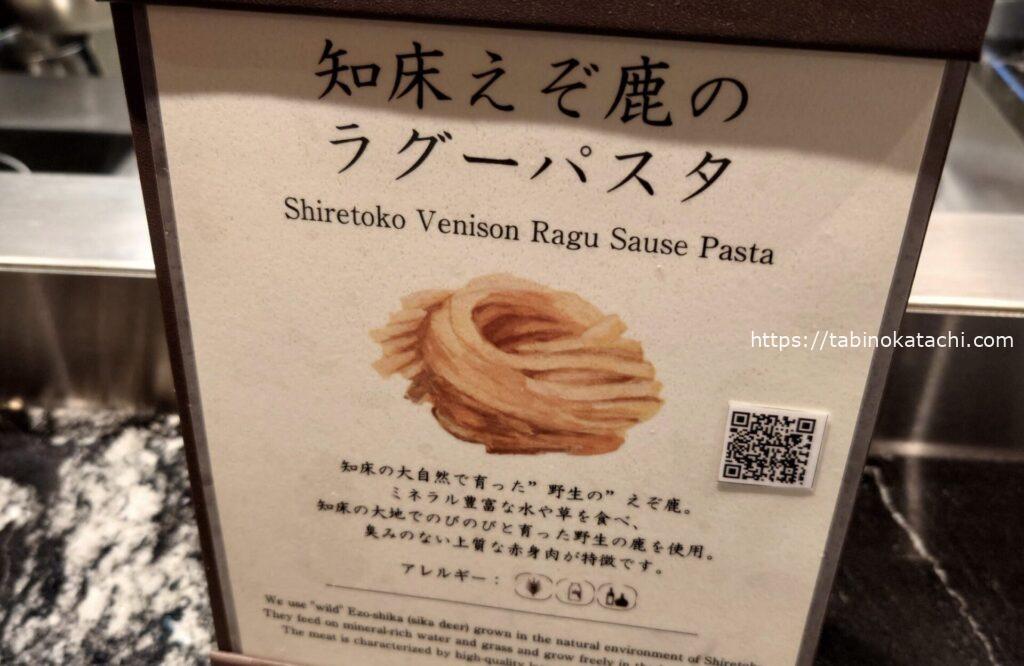 知床えぞ鹿の
ラグーパスタ
Shiretoko Venison Ragu Sause Pasta
https://tabinokatachi.com
知床の大自然で育った”野生の”えぞ鹿。
ミネラル豊富な水や草を食べ、
知床の大地でのびのびと育った野生の鹿を使用。
臭みのない上質な赤身肉が特徴です。
アレルギー：
We use "wild" Ezo-shika (sika deer) grown in the natural environment of
They feed on mineral-rich water and grass and grow freely in
The meat is characterized by high-quality